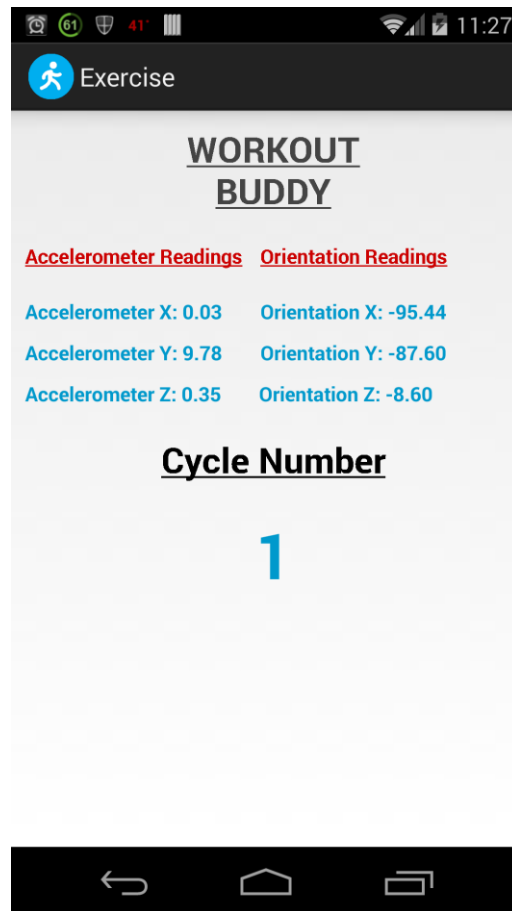 61 41° 11:27
Exercise
WORKOUT
BUDDY
Accelerometer Readings Orientation Readings
Accelerometer X: 0.03 Orientation X: -95.44
Accelerometer Y: 9.78 Orientation Y: -87.60
Accelerometer Z: 0.35 Orientation Z: -8.60
Cycle Number
1